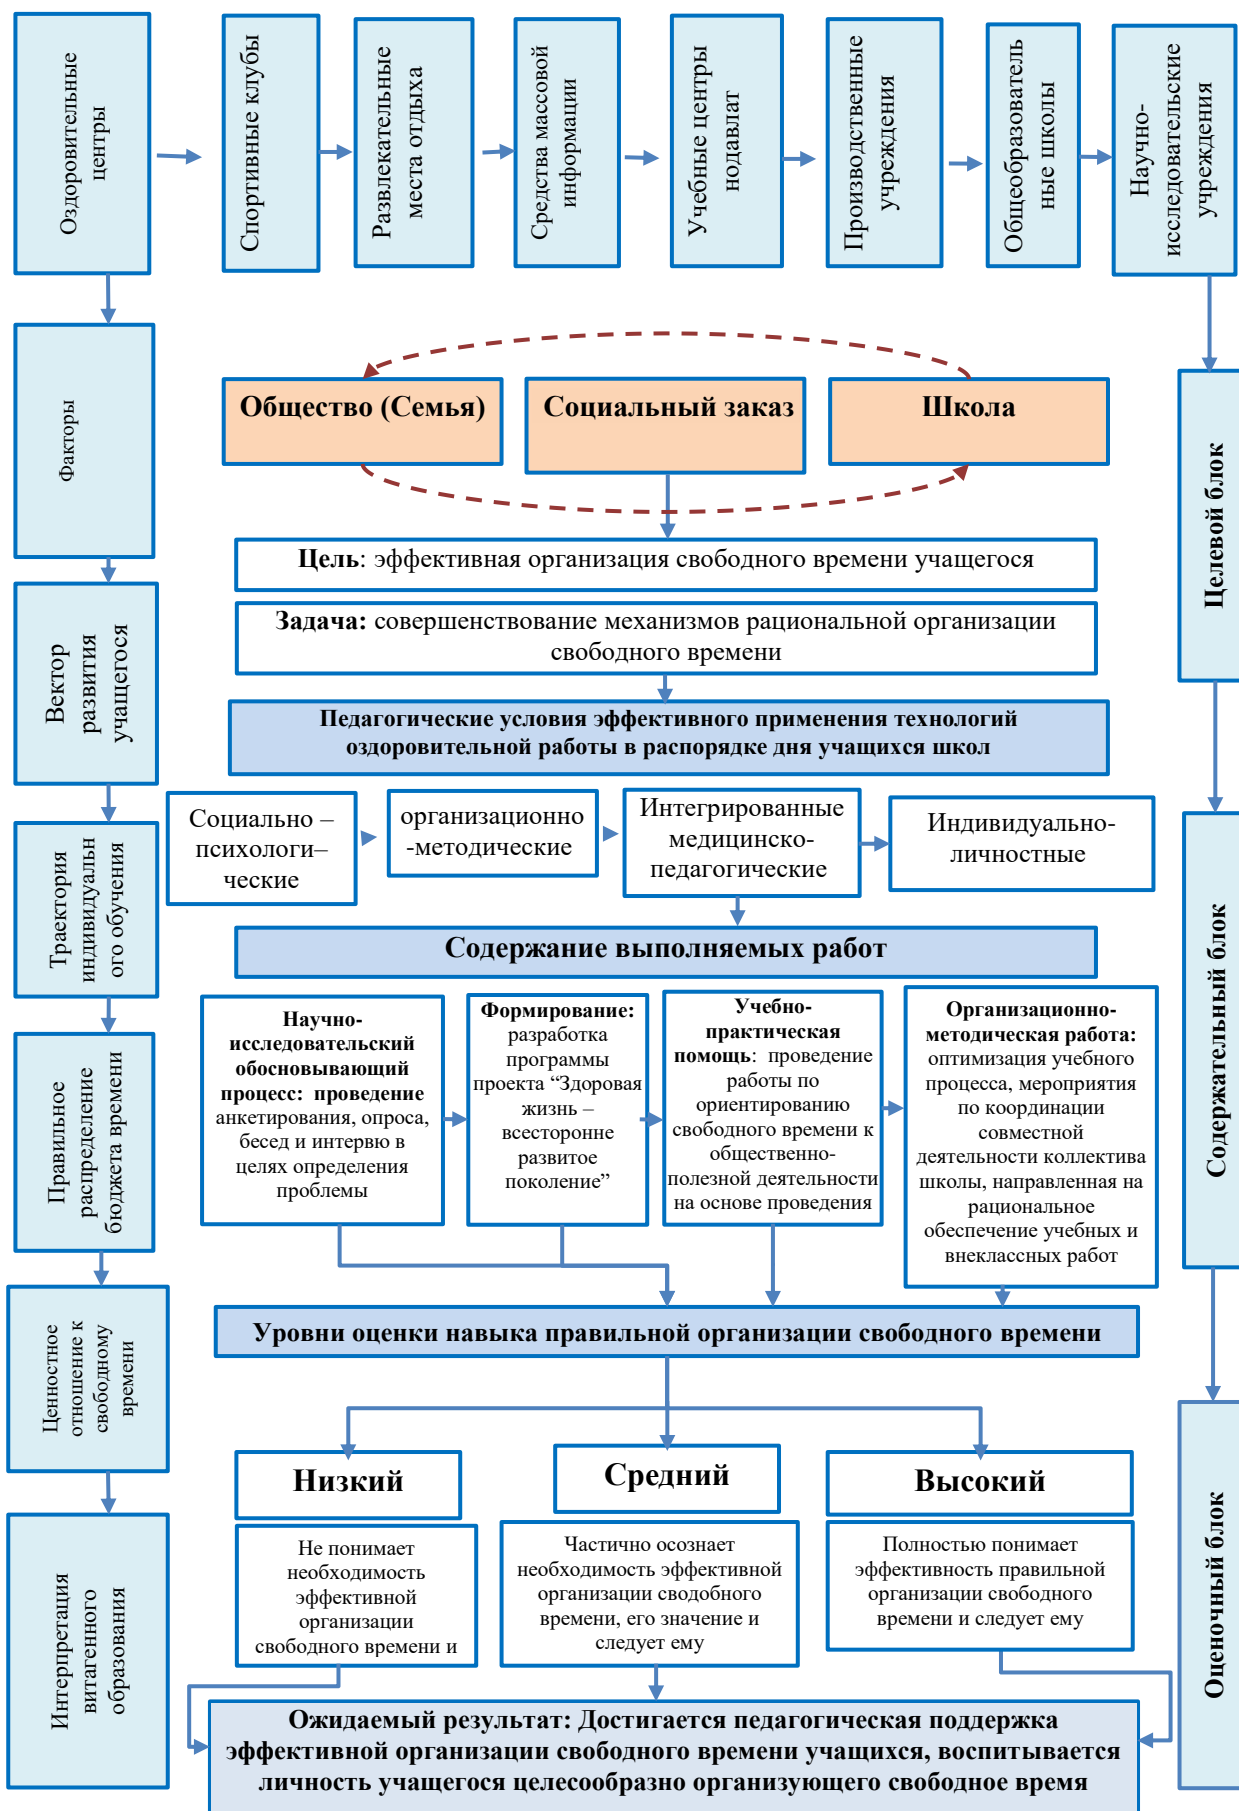 Оздоровительные
центры
Спортивные клубы
Развлекательные
места отдыха
Средства массовой
информации
Учебные центры
нодавлат
Производственные
учреждения
Общеобразователь
ные школы
Научно-
исследовательские
учреждения
Факторы
Вектор
развития
учащегося
Траектория
индивидуальн
ого обучения
Правильное
распределение
бюджета времени
Ценностное
отношение к
свободному
времени
Интерпретация
витагенного
образования
Общество (Семья)
Социальный заказ
Школа
Цель: эффективная организация свободного времени учащегося
Задача: совершенствование механизмов рациональной организации
свободного времени
Педагогические условия эффективного применения технологий
оздоровительной работы в распорядке дня учащихся школ
Социально –
психологи–
ческие
организационно
-методические
Интегрированные
медицинско-
педагогические
Индивидуально-
личностные
Содержание выполняемых работ
Научно-
исследовательский
обосновывающий
процесс: проведение
анкетирования, опроса,
бесед и интервю в
целях определения
проблемы
Формирование:
разработка
программы
проекта “Здоровая
жизнь –
всесторонне
развитое
поколение”
Учебно-
практическая
помощь: проведение
работы по
ориентированию
свободного времени к
общественно-
полезной деятельности
на основе проведения
Организационно-
методическая работа:
оптимизация учебного
процесса, мероприятия
по координации
совместной
деятельности коллектива
школы, направленная на
рациональное
обеспечение учебных и
внеклассных работ
Уровни оценки навыка правильной организации свободного времени
Низкий
Средний
Высокий
Не понимает
необходимость
эффективной
организации
свободного времени и
Частично осознает
необходимость эффективной
организации сводобного
времени, его значение и
следует ему
Полностью понимает
эффективность правильной
организации свободного
времени и следует ему
Ожидаемый результат: Достигается педагогическая поддержка
эффективной организации свободного времени учащихся, воспитывается
личность учащегося целесообразно организующего свободное время
Целевой блок
Содержательный блок
Оценочный блок